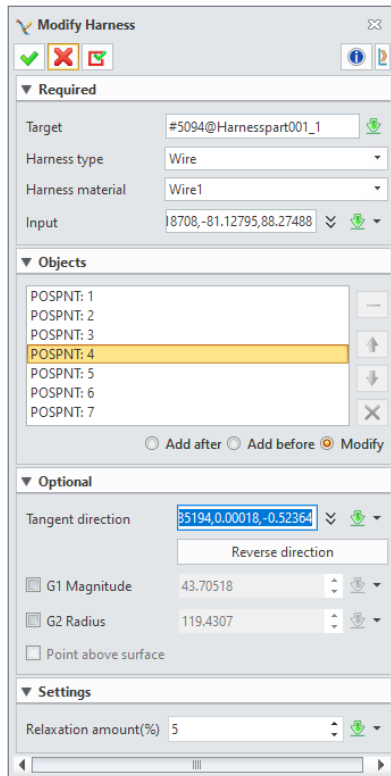 Modify Harness
Required
Target #5094@Harnesspart001_1
Harness type Wire
Harness material Wire1
Input 18708,-81.12795,88.27488
Objects
POSPNT: 1
POSPNT: 2
POSPNT: 3
POSPNT: 4
POSPNT: 5
POSPNT: 6
POSPNT: 7
Add after Add before Modify
Optional
Tangent direction 35194,0.00018,-0.52364
Reverse direction
G1 Magnitude 43.70518
G2 Radius 119.4307
Point above surface
Settings
Relaxation amount(%) 5